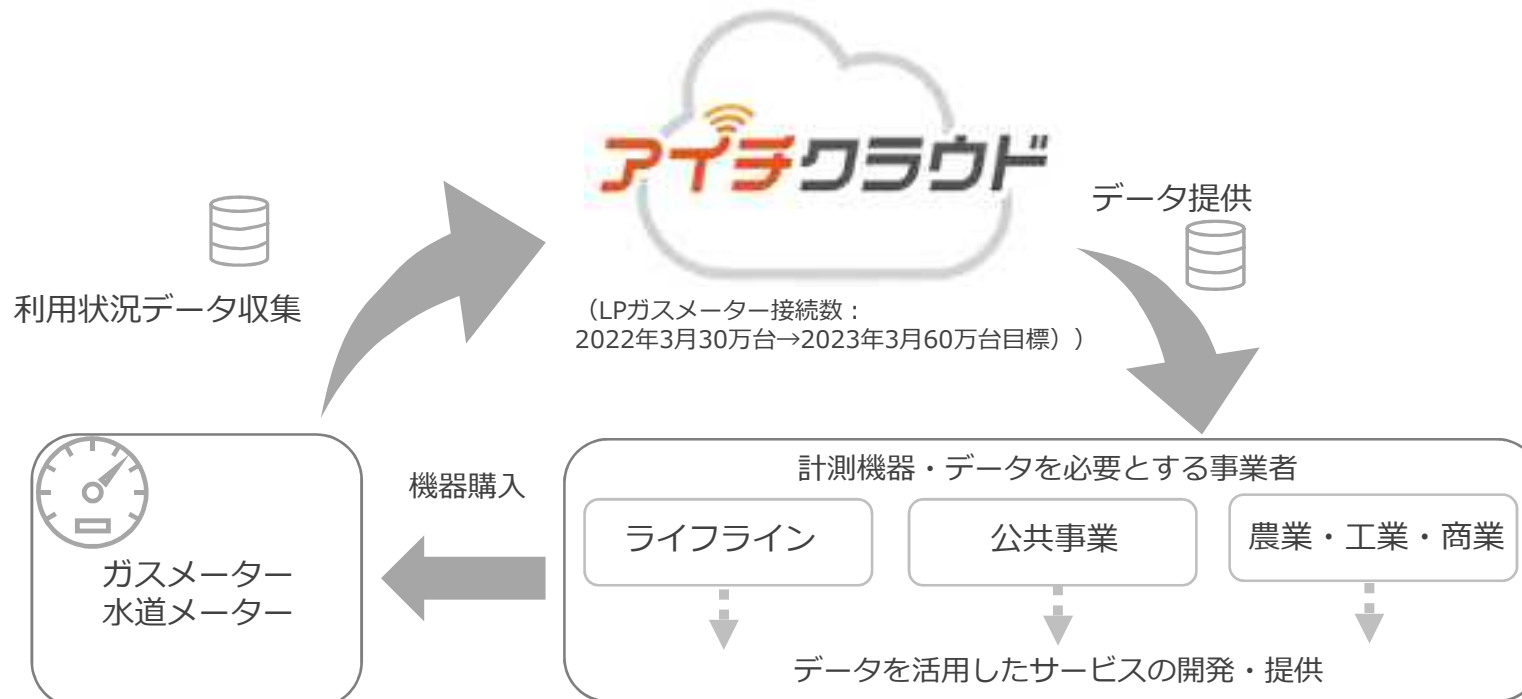 アイチクラウド
データ提供
利用状況データ収集
（LPガスメーター接続数：
2022年3月30万台→2023年3月60万台目標））
計測機器・データを必要とする事業者
機器購入
ライフライン
公共事業
農業・工業・商業
ガスメーター
水道メーター
データを活用したサービスの開発・提供